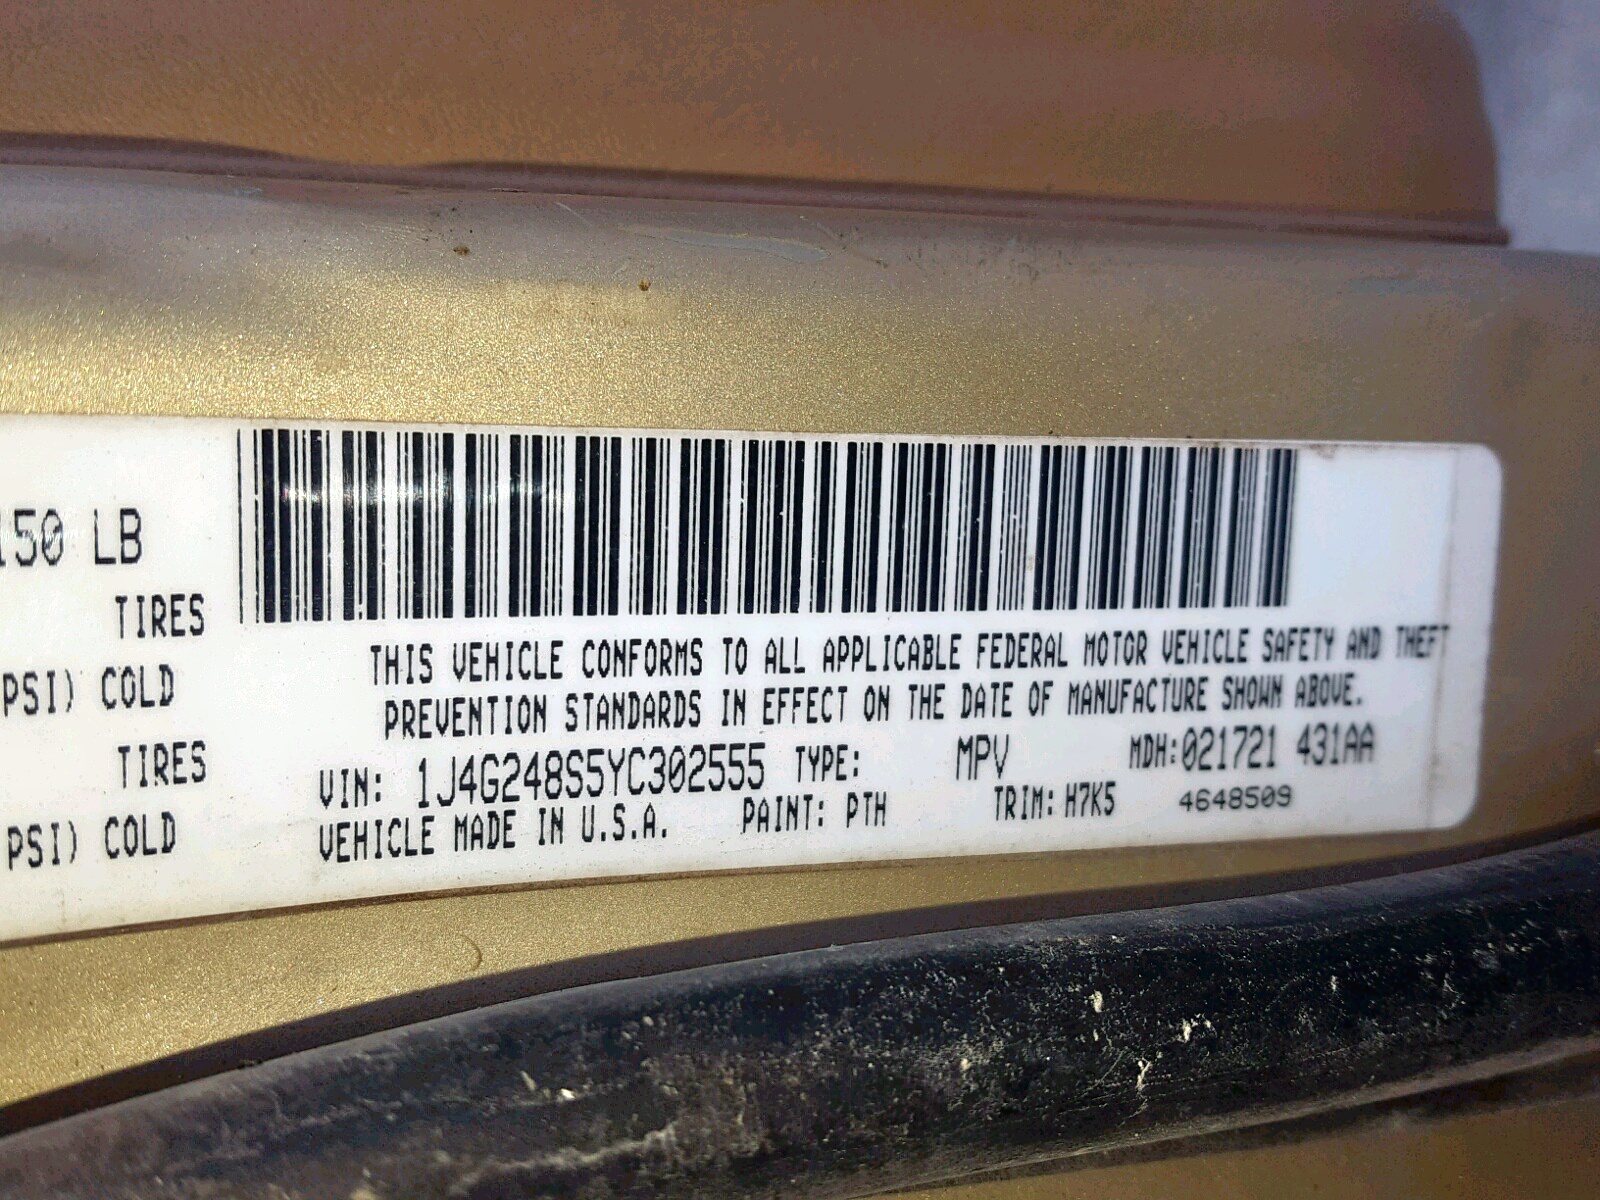 150 LB
TIRES
PSI) COLD
TIRES
PSI) COLD
THIS VEHICLE CONFORMS TO ALL APPLICABLE FEDERAL MOTOR VEHICLE SAFETY AND THEFT
PREVENTION STANDARDS IN EFFECT ON THE DATE OF MANUFACTURE SHOWN ABOVE.
VIN: 1J4G248S5YC302555 TYPE: MPV MDH:021721 431AA
VEHICLE MADE IN U.S.A. PAINT: PTH TRIM: H7K5 4648509